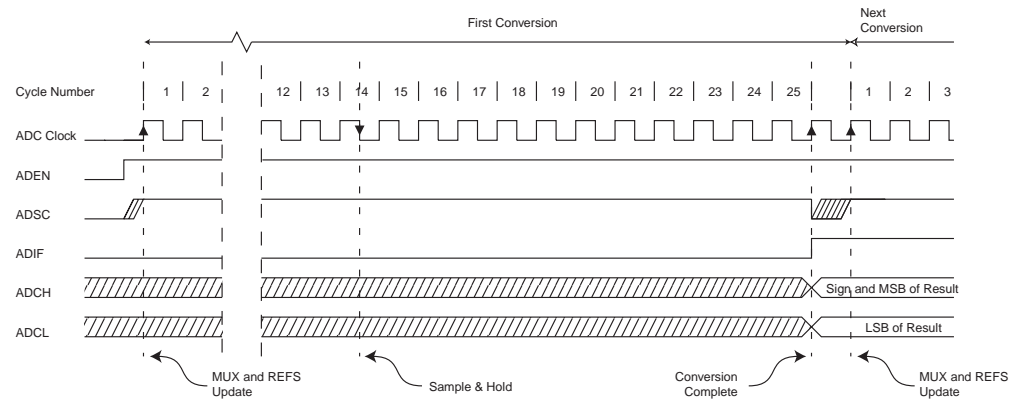 First Conversion
Next
Conversion
Cycle Number 1 2 12 13 14 15 16 17 18 19 20 21 22 23 24 25 1 2 3
ADC Clock
ADEN
ADSC
ADIF
ADCH Sign and MSB of Result
ADCL LSB of Result
MUX and REFS
Update
Sample & Hold
Conversion
Complete
MUX and REFS
Update